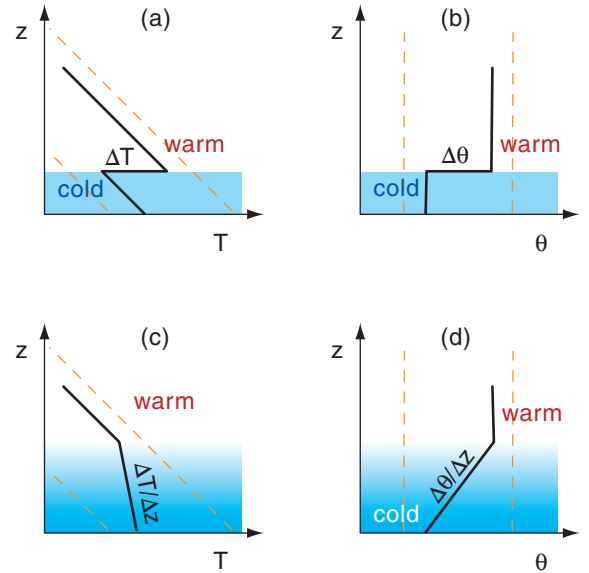 (a)
z
warm
ΔT
cold
T
(b)
z
warm
Δθ
cold
θ
(c)
z
warm
ΔT/Δz
T
(d)
z
warm
Δθ/Δz
cold
θ